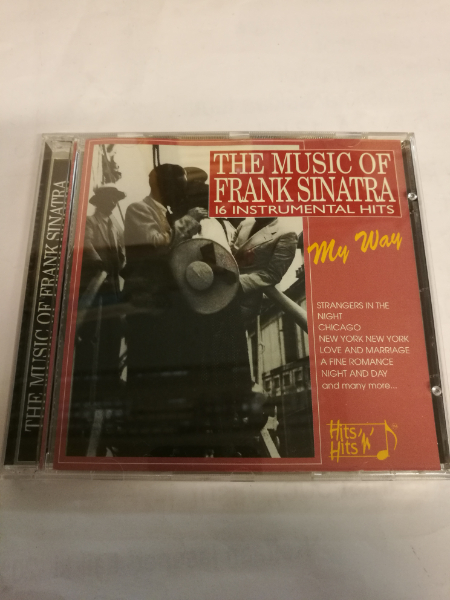 THE MUSIC OF FRANK SINATRA
THE MUSIC OF
FRANK SINATRA
16 INSTRUMENTAL HITS
My Way
STRANGERS IN THE
NIGHT
CHICAGO
NEW YORK NEW YORK
LOVE AND MARRIAGE
A FINE ROMANCE
NIGHT AND DAY
and many more...
Hits 'n'
Hits